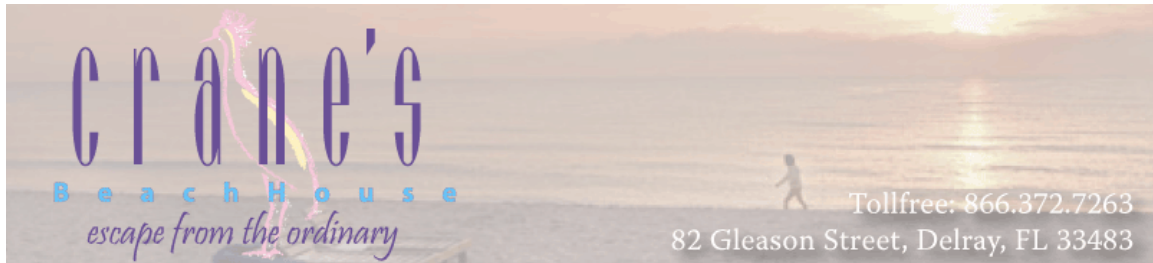 crane's
BeachHouse
escape from the ordinary
Tollfree: 866.372.7263
82 Gleason Street, Delray, FL 33483